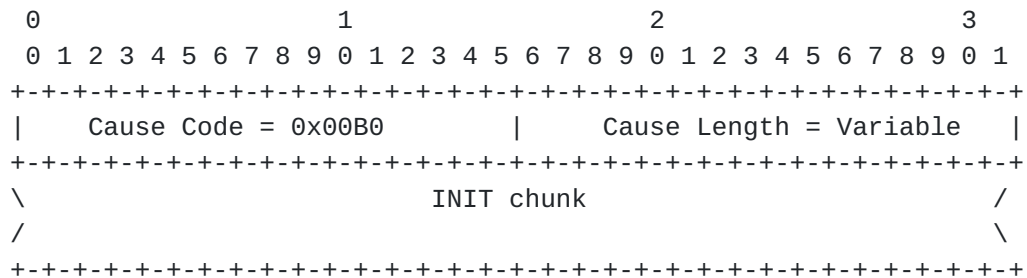 0                   1                   2                   3
 0 1 2 3 4 5 6 7 8 9 0 1 2 3 4 5 6 7 8 9 0 1 2 3 4 5 6 7 8 9 0 1
+-+-+-+-+-+-+-+-+-+-+-+-+-+-+-+-+-+-+-+-+-+-+-+-+-+-+-+-+-+-+-+-+
|    Cause Code = 0x00B0        |     Cause Length = Variable   |
+-+-+-+-+-+-+-+-+-+-+-+-+-+-+-+-+-+-+-+-+-+-+-+-+-+-+-+-+-+-+-+-+
\                          INIT chunk                          /
/                                                              \
+-+-+-+-+-+-+-+-+-+-+-+-+-+-+-+-+-+-+-+-+-+-+-+-+-+-+-+-+-+-+-+-+